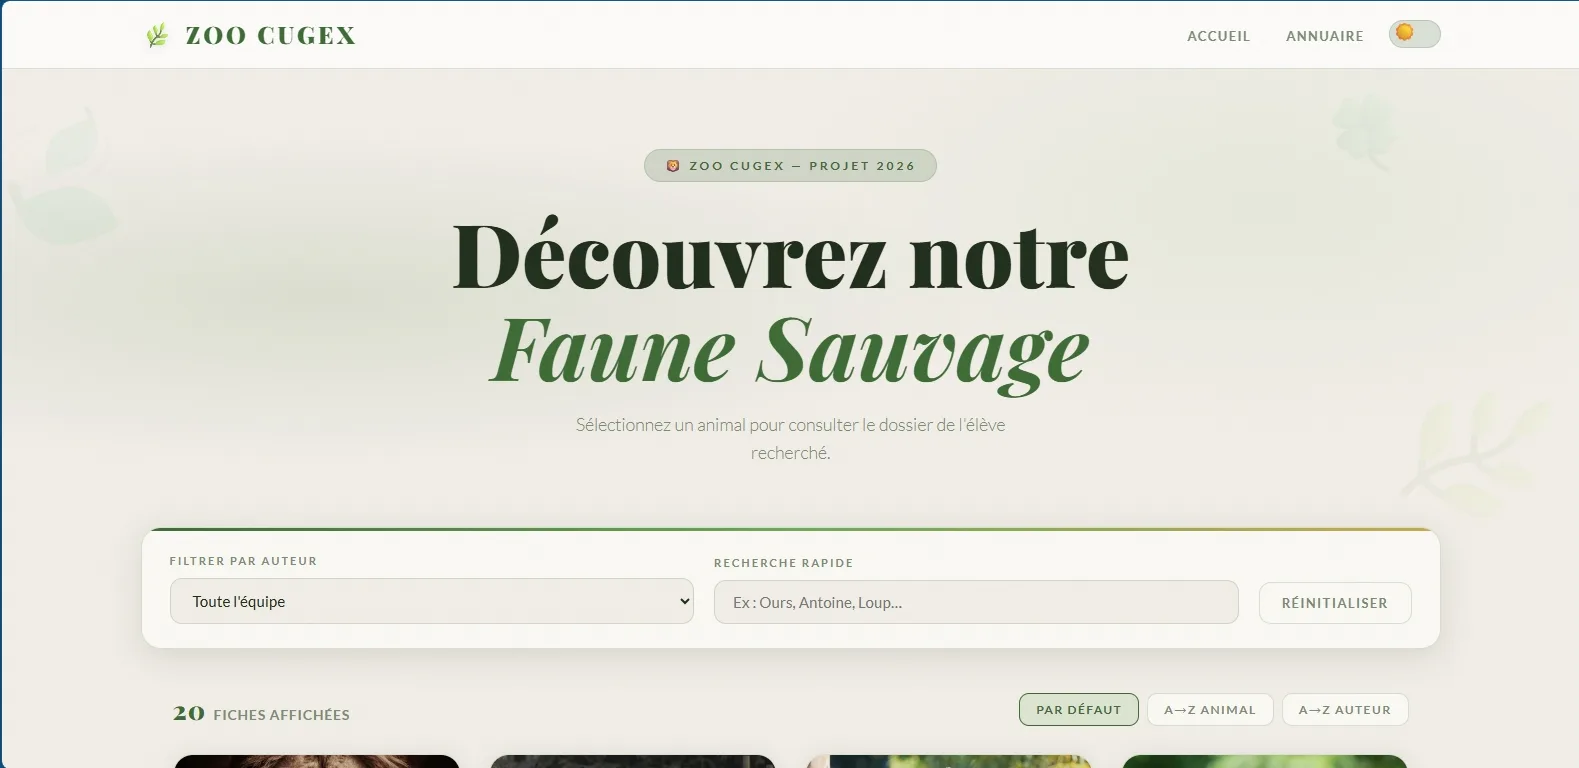 ZOO CUGEX
ACCUEIL
ANNUAIRE
ZOO CUGEX — PROJET 2026
Découvrez notre
Faune Sauvage
Sélectionnez un animal pour consulter le dossier de l'élève
recherché.
FILTRER PAR AUTEUR
RECHERCHE RAPIDE
Toute l'équipe
Ex : Ours, Antoine, Loup...
RÉINITIALISER
20 FICHES AFFICHÉES
PAR DÉFAUT
A→Z ANIMAL
A→Z AUTEUR